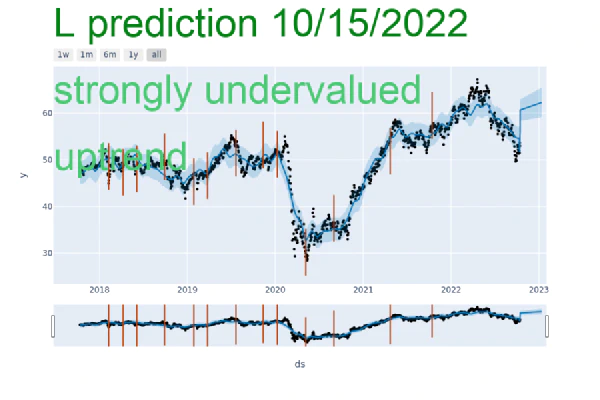 L prediction 10/15/2022
1w 1m 6m 1y all
strongly undervalued
60
uptrend
50
y
40
30
2018 2019 2020 2021 2022 2023
ds